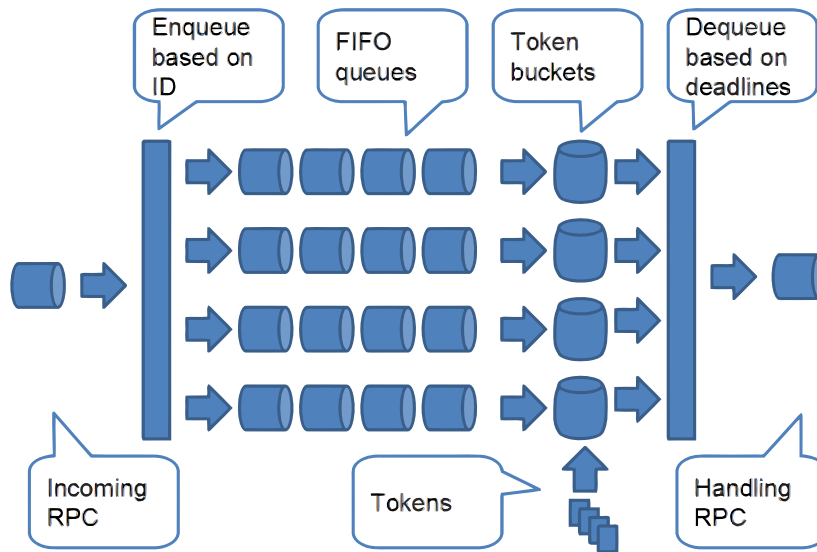 Enqueue
based on
ID
FIFO
queues
Token
buckets
Dequeue
based on
deadlines
Incoming
RPC
Tokens
Handling
RPC